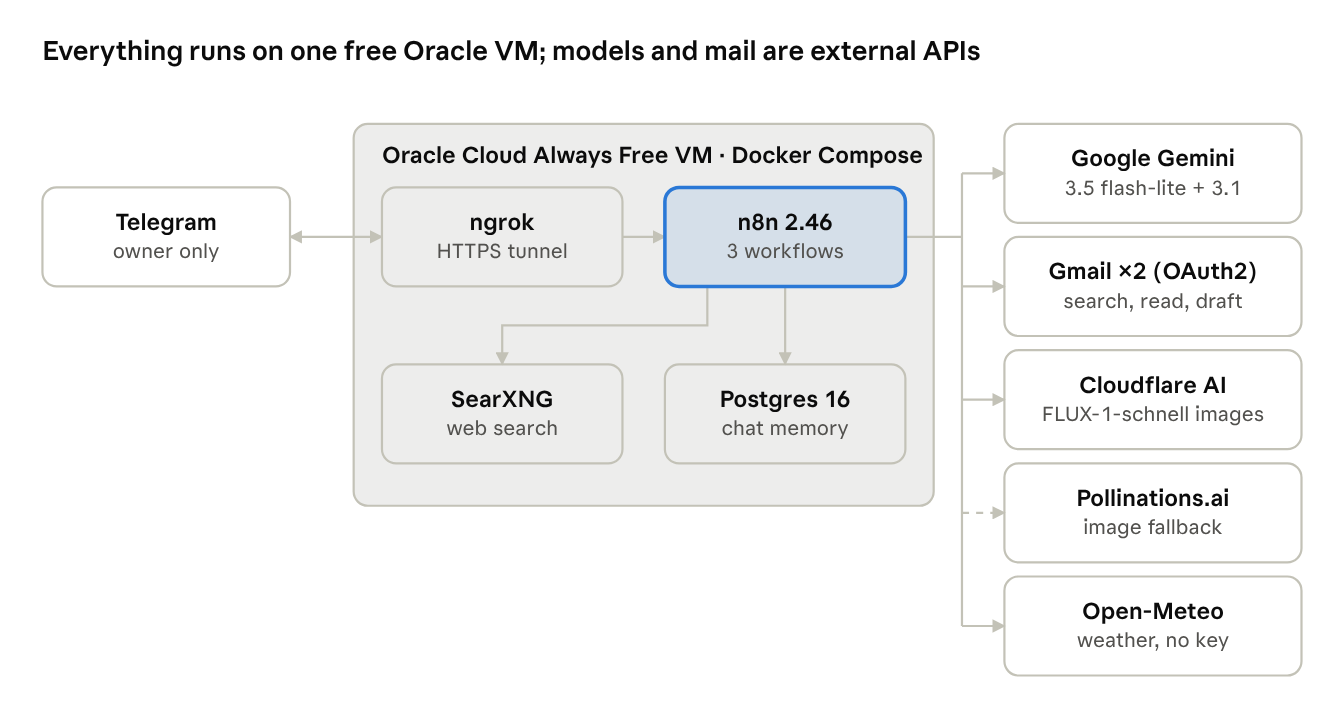 Everything runs on one free Oracle VM; models and mail are external APIs
Oracle Cloud Always Free VM · Docker Compose
Telegram
owner only
ngrok
HTTPS tunnel
n8n 2.46
3 workflows
SearXNG
web search
Postgres 16
chat memory
Google Gemini
3.5 flash-lite + 3.1
Gmail ×2 (OAuth2)
search, read, draft
Cloudflare AI
FLUX-1-schnell images
Pollinations.ai
image fallback
Open-Meteo
weather, no key